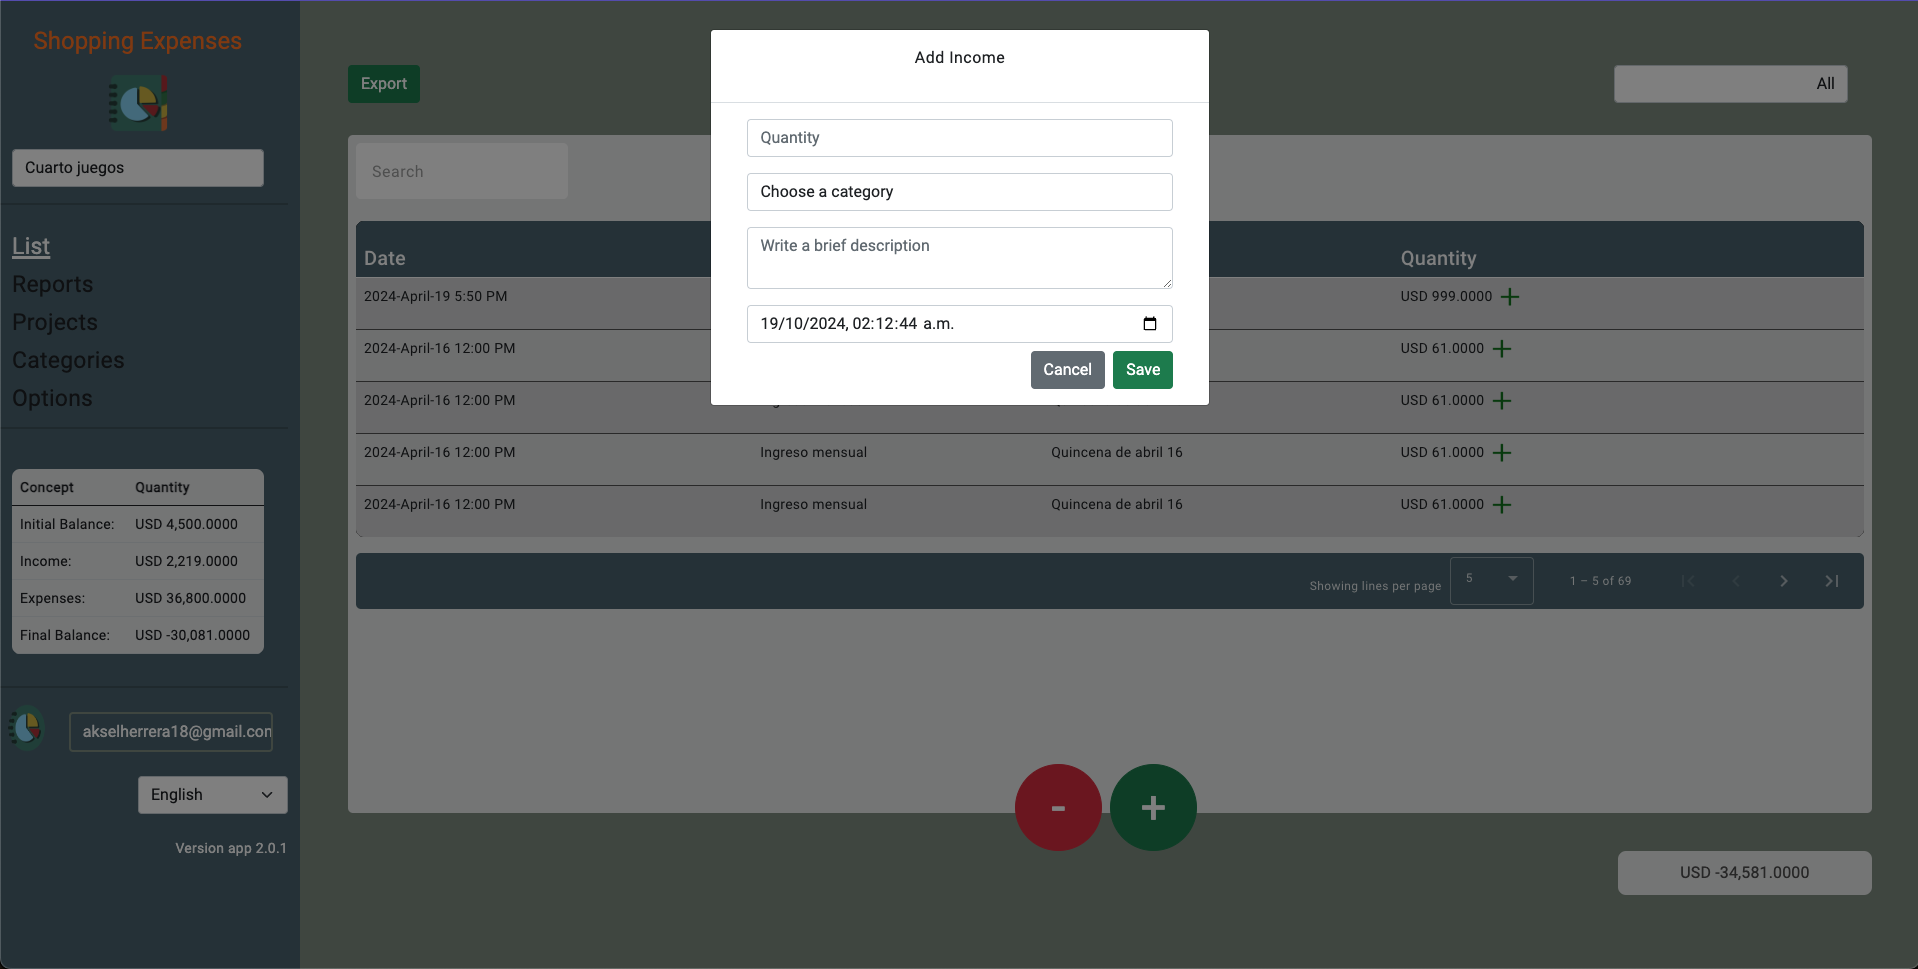 Shopping Expenses
Cuarto juegos
List
Reports
Projects
Categories
Options
Concept Quantity
Initial Balance: USD 4,500.0000
Income: USD 2,219.0000
Expenses: USD 36,800.0000
Final Balance: USD -30,081.0000
akselherrera18@gmail.com
English
Version app 2.0.1
Export
All
Search
Date Quantity
2024-April-19 5:50 PM USD 999.0000
2024-April-16 12:00 PM USD 61.0000
2024-April-16 12:00 PM USD 61.0000
2024-April-16 12:00 PM Ingreso mensual Quincena de abril 16 USD 61.0000
2024-April-16 12:00 PM Ingreso mensual Quincena de abril 16 USD 61.0000
Showing lines per page 5 1 – 5 of 69
- +
USD -34,581.0000
Add Income
Quantity
Choose a category
Write a brief description
19/10/2024, 02:12:44 a.m.
Cancel Save